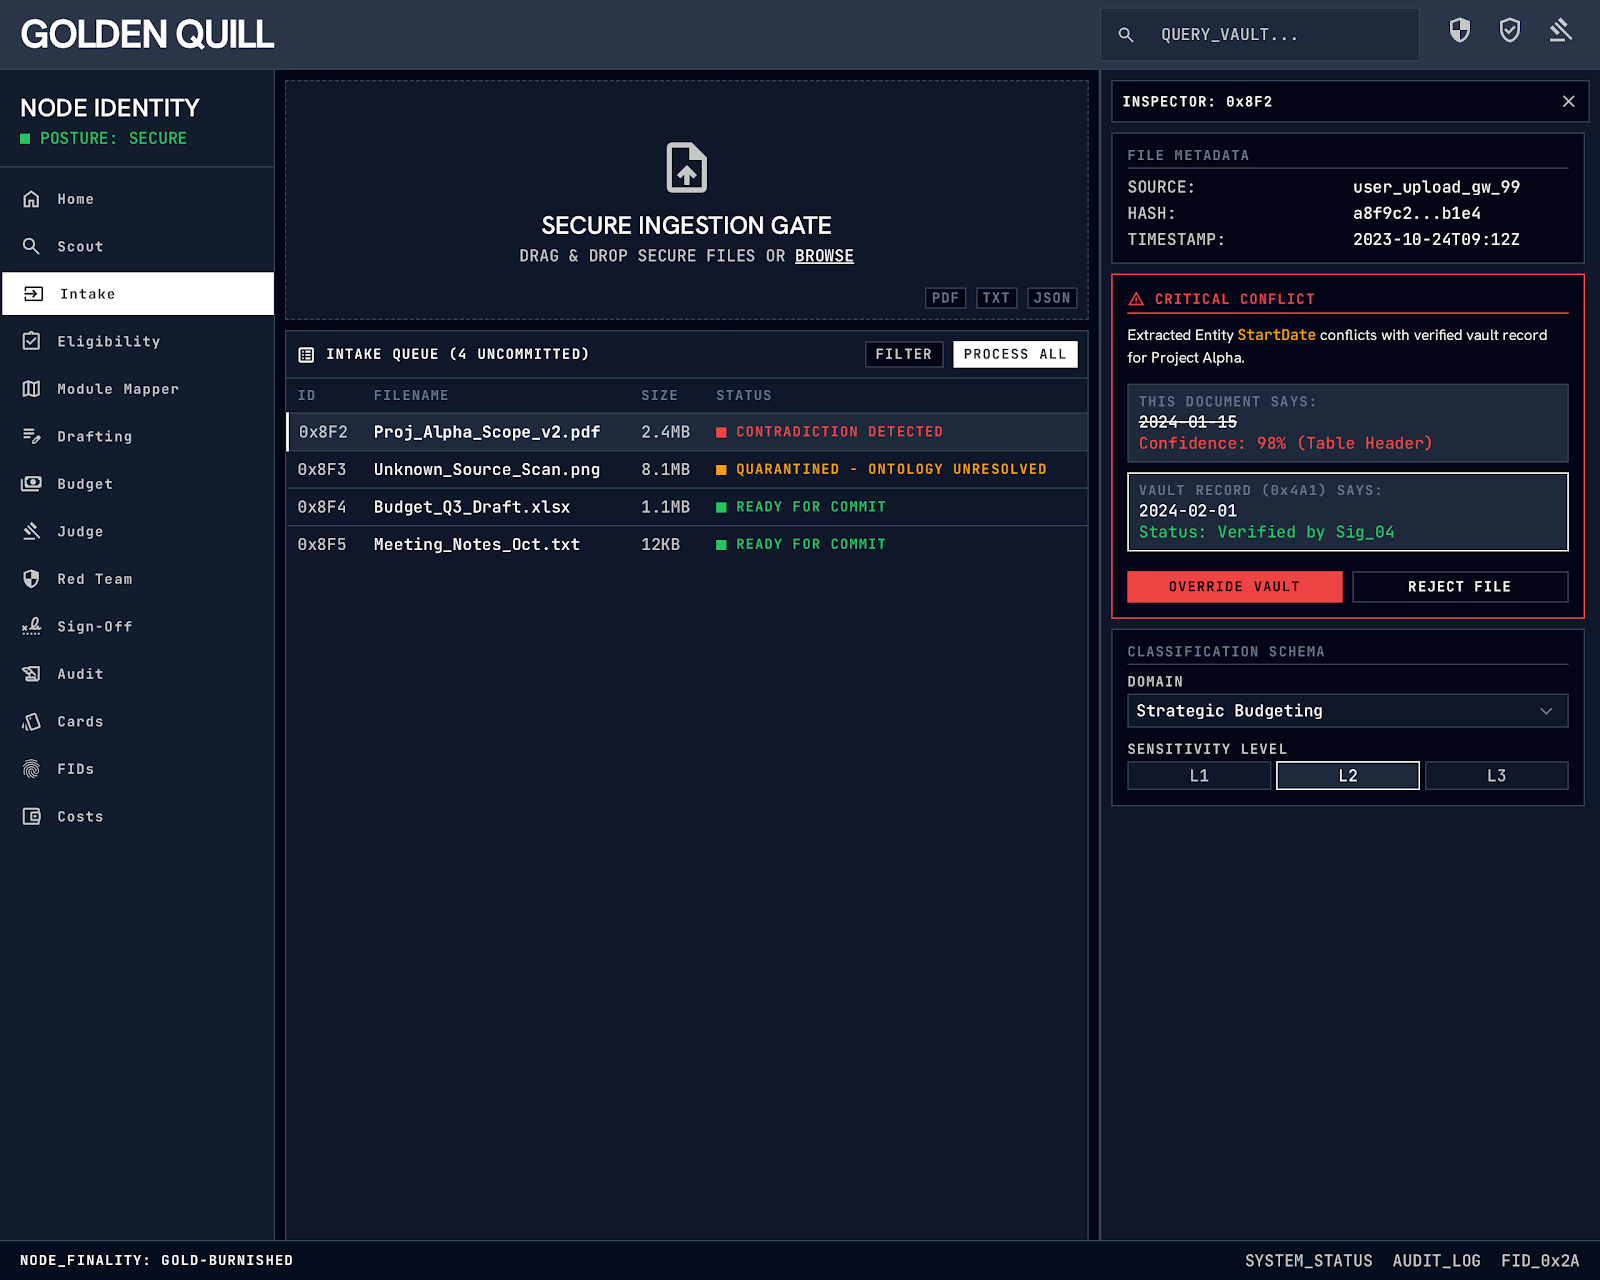 GOLDEN QUILL
QUERY_VAULT...
NODE IDENTITY
POSTURE: SECURE
Home
Scout
Intake
Eligibility
Module Mapper
Drafting
Budget
Judge
Red Team
Sign-Off
Audit
Cards
FIDs
Costs
SECURE INGESTION GATE
DRAG & DROP SECURE FILES OR BROWSE
PDF TXT JSON
INTAKE QUEUE (4 UNCOMMITTED) FILTER PROCESS ALL
ID FILENAME SIZE STATUS
0x8F2 Proj_Alpha_Scope_v2.pdf 2.4MB CONTRADICTION DETECTED
0x8F3 Unknown_Source_Scan.png 8.1MB QUARANTINED - ONTOLOGY UNRESOLVED
0x8F4 Budget_Q3_Draft.xlsx 1.1MB READY FOR COMMIT
0x8F5 Meeting_Notes_Oct.txt 12KB READY FOR COMMIT
INSPECTOR: 0x8F2
FILE METADATA
SOURCE: user_upload_gw_99
HASH: a8f9c2...b1e4
TIMESTAMP: 2023-10-24T09:12Z
CRITICAL CONFLICT
Extracted Entity StartDate conflicts with verified vault record
for Project Alpha.
THIS DOCUMENT SAYS:
2024-01-15
Confidence: 98% (Table Header)
VAULT RECORD (0x4A1) SAYS:
2024-02-01
Status: Verified by Sig_04
OVERRIDE VAULT REJECT FILE
CLASSIFICATION SCHEMA
DOMAIN
Strategic Budgeting
SENSITIVITY LEVEL
L1 L2 L3
NODE_FINALITY: GOLD-BURNISHED
SYSTEM_STATUS AUDIT_LOG FID_0x2A